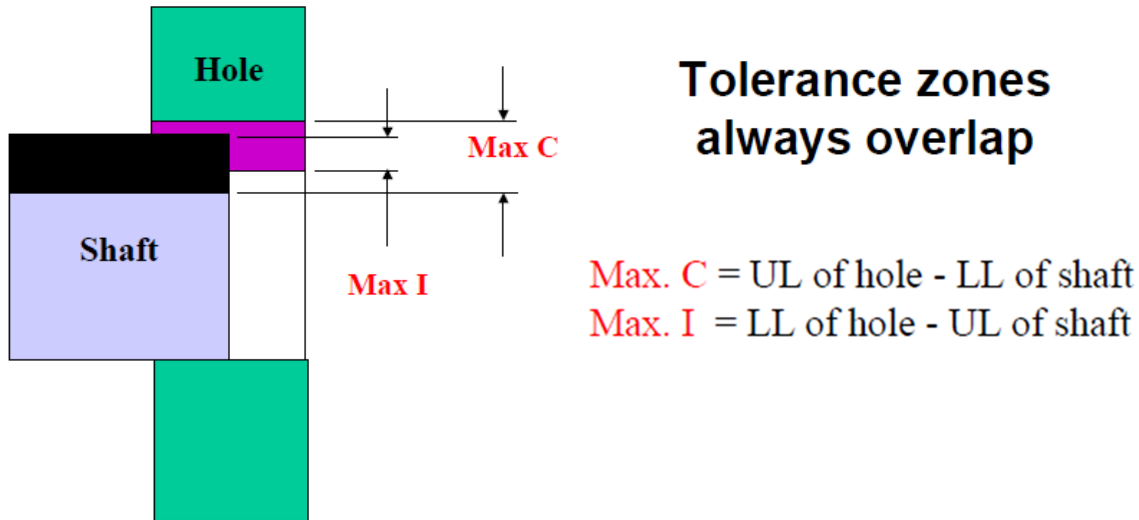 Hole
Tolerance zones
always overlap
Max C
Shaft
Max I
Max. C = UL of hole - LL of shaft
Max. I = LL of hole - UL of shaft